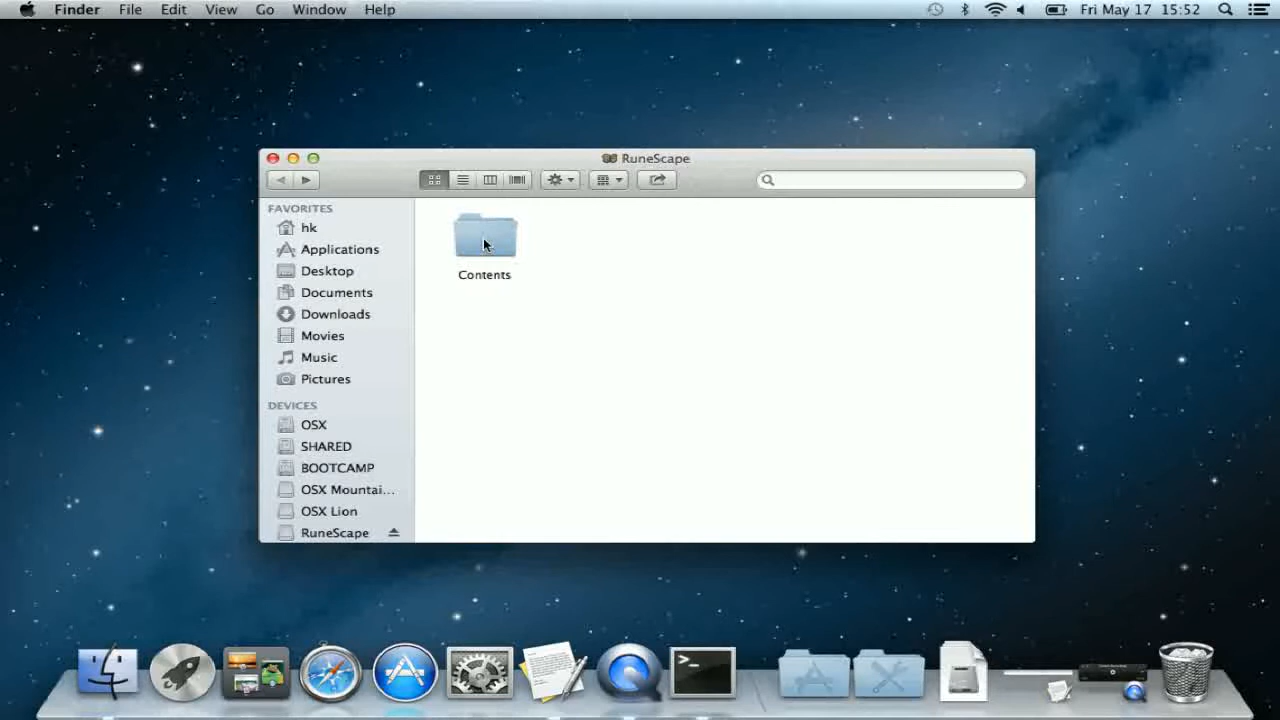 Finder File Edit View Go Window Help Fri May 17 15:52
RuneScape
FAVORITES
hk
Applications
Desktop
Documents
Downloads
Movies
Music
Pictures
DEVICES
OSX
SHARED
BOOTCAMP
OSX Mountai...
OSX Lion
RuneScape
Contents